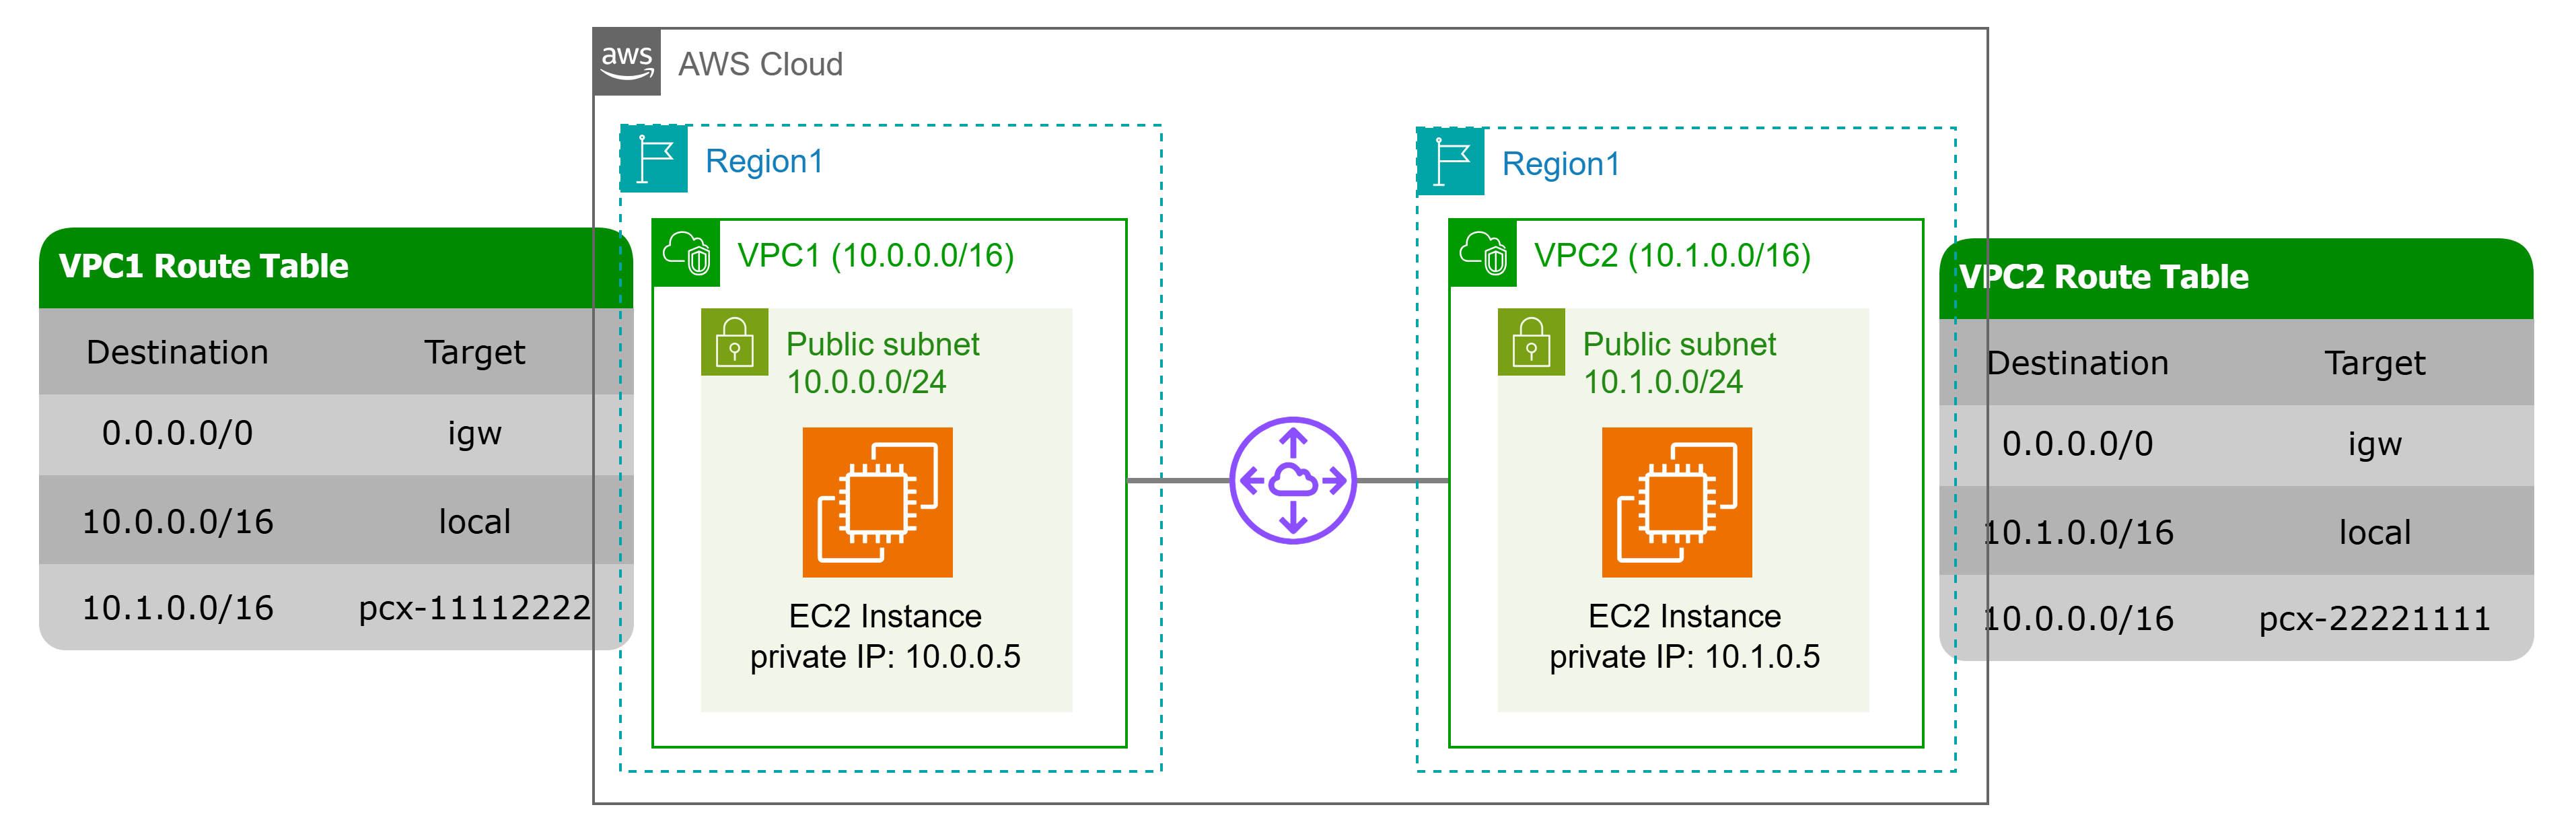 aws
AWS Cloud
Region1
Region1
VPC1 Route Table
Destination Target
0.0.0.0/0 igw
10.0.0.0/16 local
10.1.0.0/16 pcx-11112222
VPC1 (10.0.0.0/16)
Public subnet
10.0.0.0/24
EC2 Instance
private IP: 10.0.0.5
VPC2 (10.1.0.0/16)
Public subnet
10.1.0.0/24
EC2 Instance
private IP: 10.1.0.5
VPC2 Route Table
Destination Target
0.0.0.0/0 igw
10.1.0.0/16 local
10.0.0.0/16 pcx-22221111